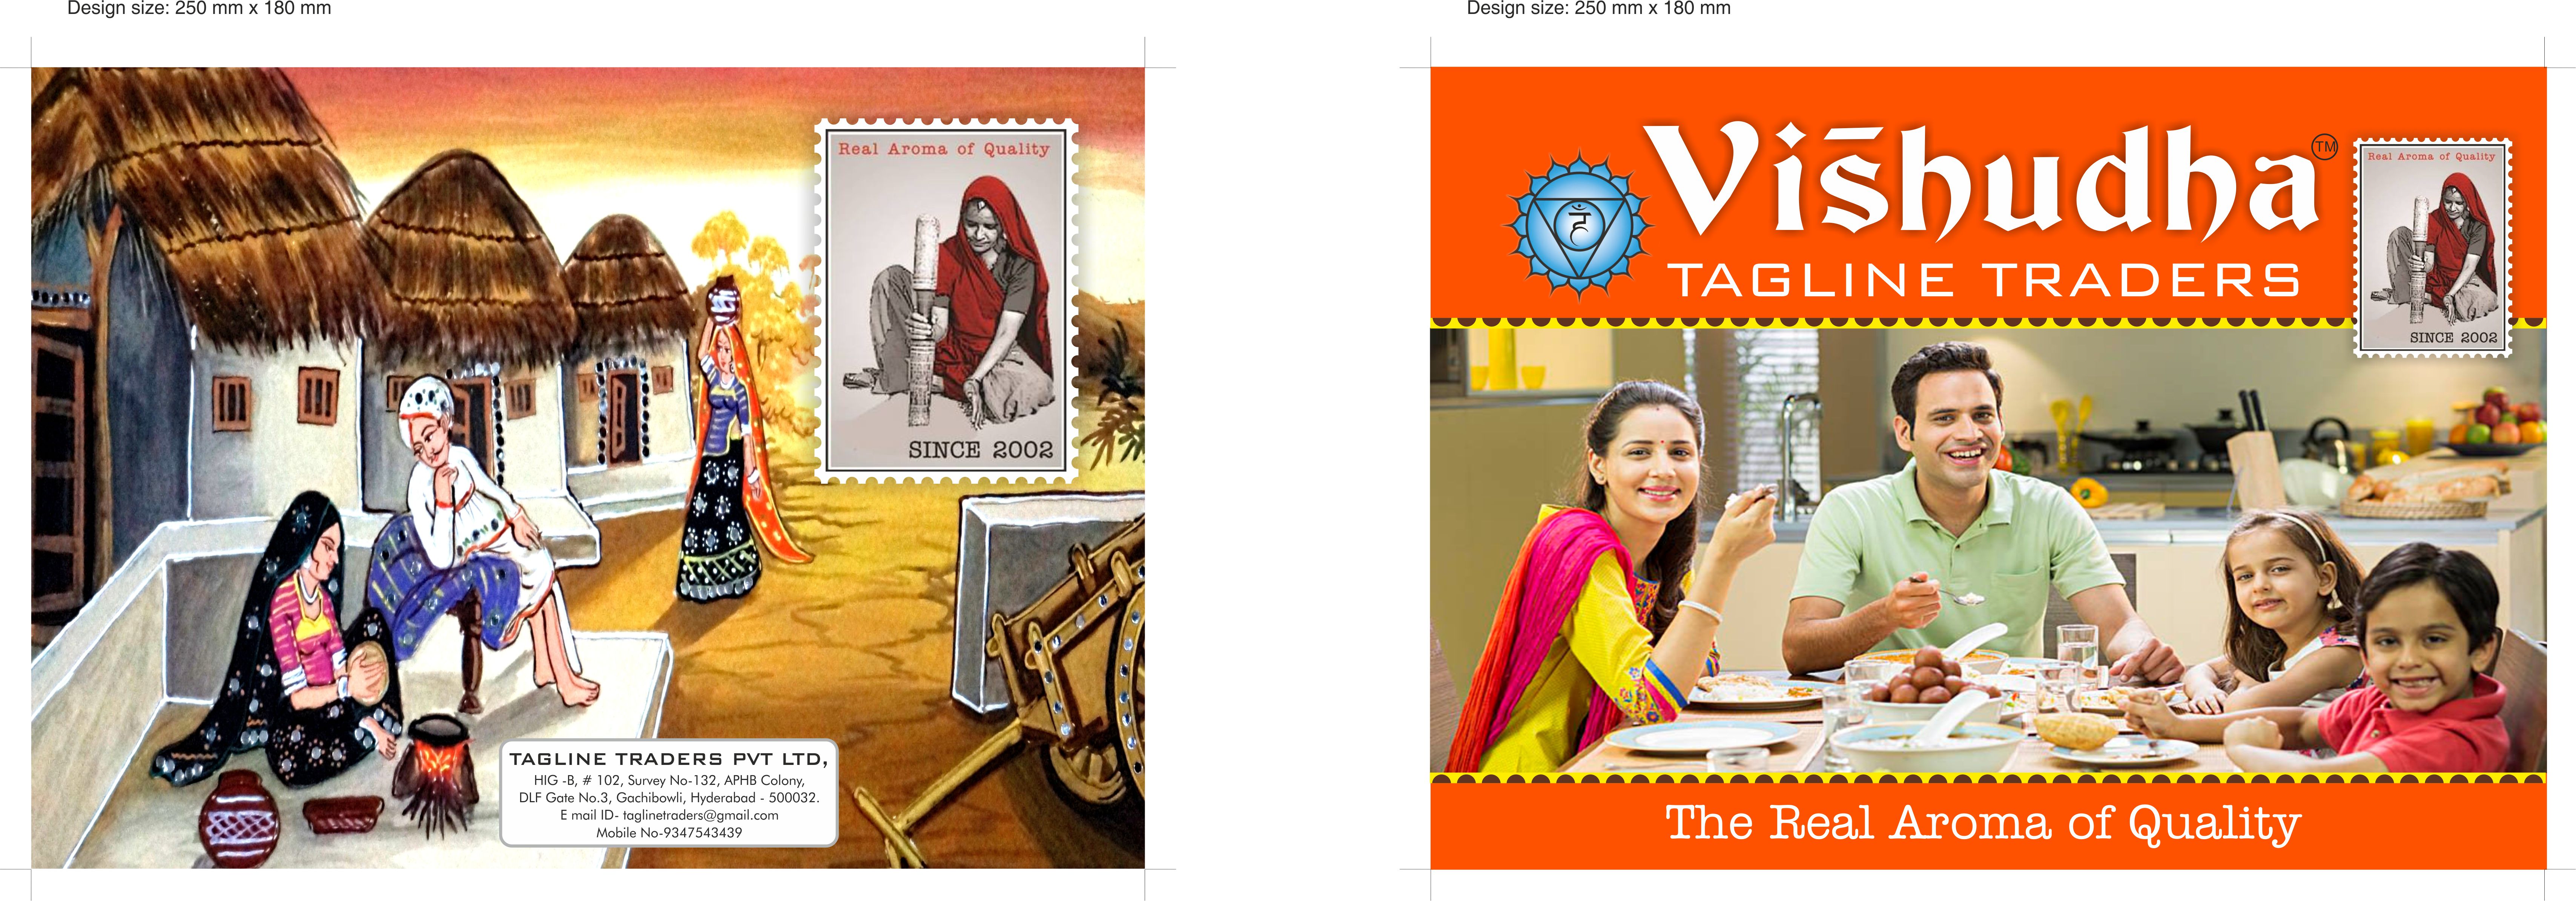 Design size: 250 mm x 180 mm
Real Aroma of Quality
SINCE 2002
TAGLINE TRADERS PVT LTD,
HIG -B, # 102, Survey No-132, APHB Colony,
DLF Gate No.3, Gachibowli, Hyderabad - 500032.
E mail ID- taglinetraders@gmail.com
Mobile No-9347543439
Design size: 250 mm x 180 mm
Vishudha TM
हं
TAGLINE TRADERS
Real Aroma of Quality
SINCE 2002
The Real Aroma of Quality